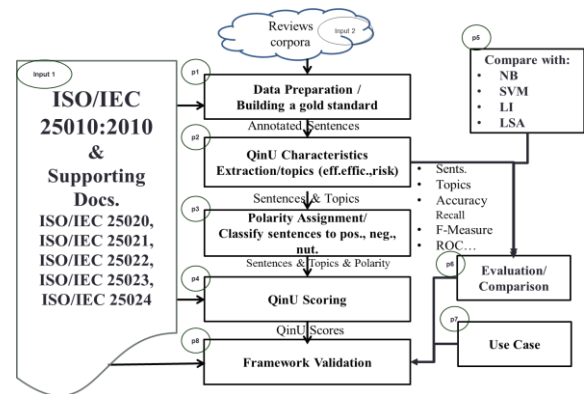 Reviews
corpora
Input 2
Input 1
ISO/IEC
25010:2010
&
Supporting
Docs.
ISO/IEC 25020,
ISO/IEC 25021,
ISO/IEC 25022,
ISO/IEC 25023,
ISO/IEC 25024
p1
Data Preparation /
Building a gold standard
Annotated Sentences
p2
QinU Characteristics
Extraction/topics (eff.effic.,risk)
Sentences & Topics
p3
Polarity Assignment/
Classify sentences to pos., neg.,
nut.
Sentences & Topics & Polarity
p4
QinU Scoring
QinU Scores
p8
Framework Validation
p5
Compare with:
• NB
• SVM
• LI
• LSA
• Sents.
• Topics
• Accuracy
Recall
• F-Measure
• ROC…
p6
Evaluation/
Comparison
p7
Use Case